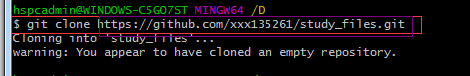 hspcadmin@WINDOWS-C5GO7ST MINGW64 /D
$ git clone https://github.com/xxx135261/study_files.git
Cloning into 'study_files'...
warning: You appear to have cloned an empty repository.